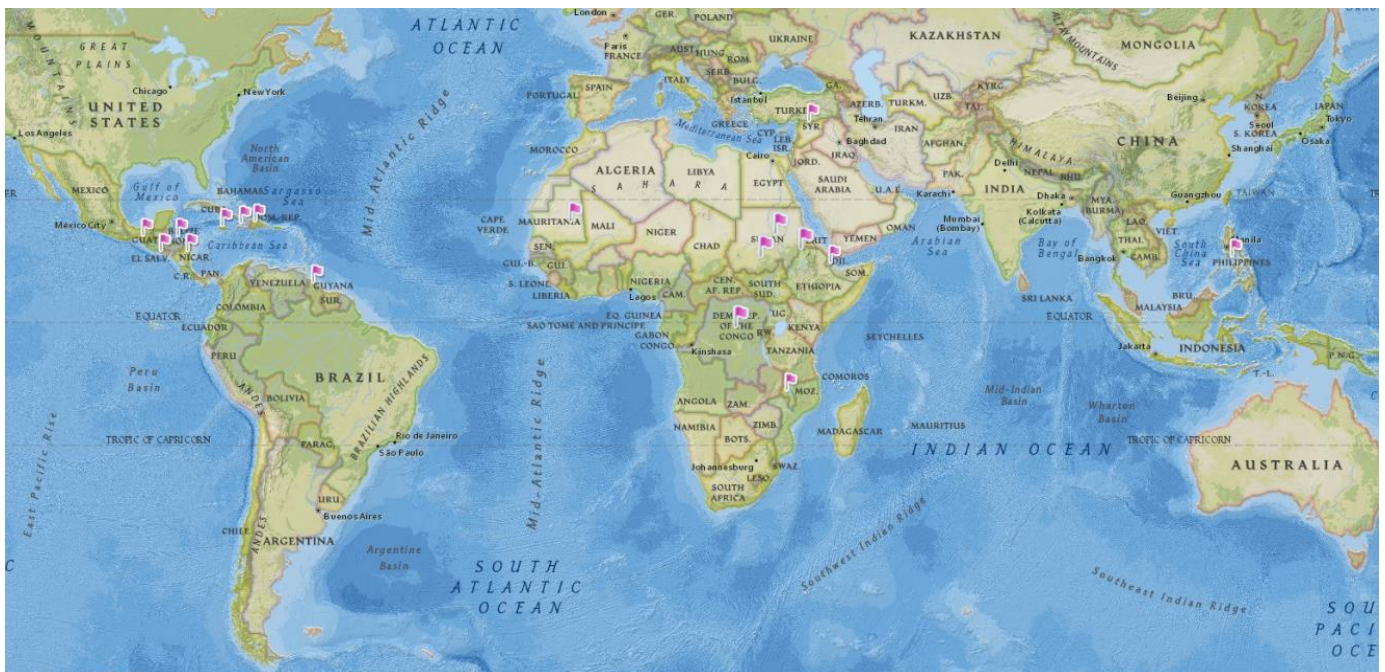 London
GER.
POLAND
ATLANTIC
OCEAN
Paris
FRANCE
AUST.
HUNG.
ROM.
UKRAINE
KAZAKHSTAN
ALTAY MOUNTAINS
MONGOLIA
MOUNTAINS
GREAT
PLAINS
Chicago
New York
UNITED
STATES
Los Angeles
PORTUGAL
SPAIN
ITALY
SERB.
BULG.
Istanbul
GREECE
GA.
AZERB.
TURKM.
UZB.
KYRG.
TAJ.
Beijing
N.
KOREA
Seoul
S. KOREA
JAPAN
Tokyo
Osaka
Tehran
SYR.
CYP.
LEB.
ISR.
Baghdad
IRAN
AFGHAN.
CHINA
Shanghai
Mediterranean Sea
Mid-Atlantic Ridge
North
American
Basin
MOROCCO
ALGERIA
LIBYA
Cairo
EGYPT
JORD.
IRAQ
SAUDI
ARABIA
U.A.E.
PAK.
Karachi
Delhi
HIMALAYA
NEPAL
BHU.
INDIA
Dhaka
Kolkata
(Calcutta)
Guangzhou
TAIWAN
MYA.
BURMA
LAO.
VIET.
SAHARA
MEXICO
Gulf of
Mexico
BAHAMAS
Sargasso
Sea
Mexico City
DOM. REP.
CAPE
VERDE
MAURITANIA
MALI
NIGER
CHAD
YEMEN
OMAN
Mumbai
(Bombay)
Arabian
Sea
Bay of
Bengal
THAI.
CAMB.
Bangkok
South
China
Sea
Manila
PHILIPPINES
Caribbean Sea
EL SALV.
NICAR.
C.R.
PAN.
SEN.
GUI.-B.
GUI.
S. LEONE
LIBERIA
NIGERIA
Lagos
CAM.
CEN.
AF. REP.
SOUTH
SUD.
ETHIOPIA
SOM.
DJI.
SRI LANKA
BRU.
MALAYSIA
VENEZUELA
GUYANA
SUR.
COLOMBIA
EQUATOR
ECUADOR
EQ. GUINEA
SAO TOME AND PRINCIPE
GABON
CONGO
Kinshasa
OF THE
CONGO
RW.
UG.
KENYA
TANZANIA
SEYCHELLES
EQUATOR
INDONESIA
Jakarta
P.N.G.
T.-L.
PERU
BRAZIL
Peru
Basin
BOLIVIA
ANDES
BRAZILIAN HIGHLANDS
ANGOLA
ZAM.
MOZ.
COMOROS
Mid-Indian
Basin
Wharton
Basin
TROPIC OF CAPRICORN
PARAG.
Rio de Janeiro
São Paulo
Mid-Atlantic Ridge
NAMIBIA
BOTS.
ZIMB.
MADAGASCAR
MAURITIUS
INDIAN OCEAN
TROPIC OF CAPRICORN
AUSTRALIA
East Pacific Rise
Johannesburg
SWAZ.
LESO.
SOUTH
AFRICA
URU.
Buenos Aires
CHILE
ANDES
ARGENTINA
Argentine
Basin
SOUTH
ATLANTIC
OCEAN
Southwest Indian Ridge
Southeast Indian Ridge
SOU
PACI
OCE